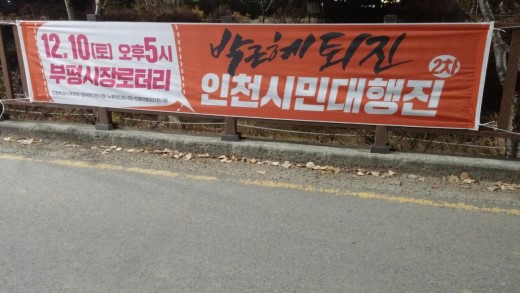 12.10(토) 오후5시
부평시장로터리
박근혜 퇴진
2차
인천시민대행진